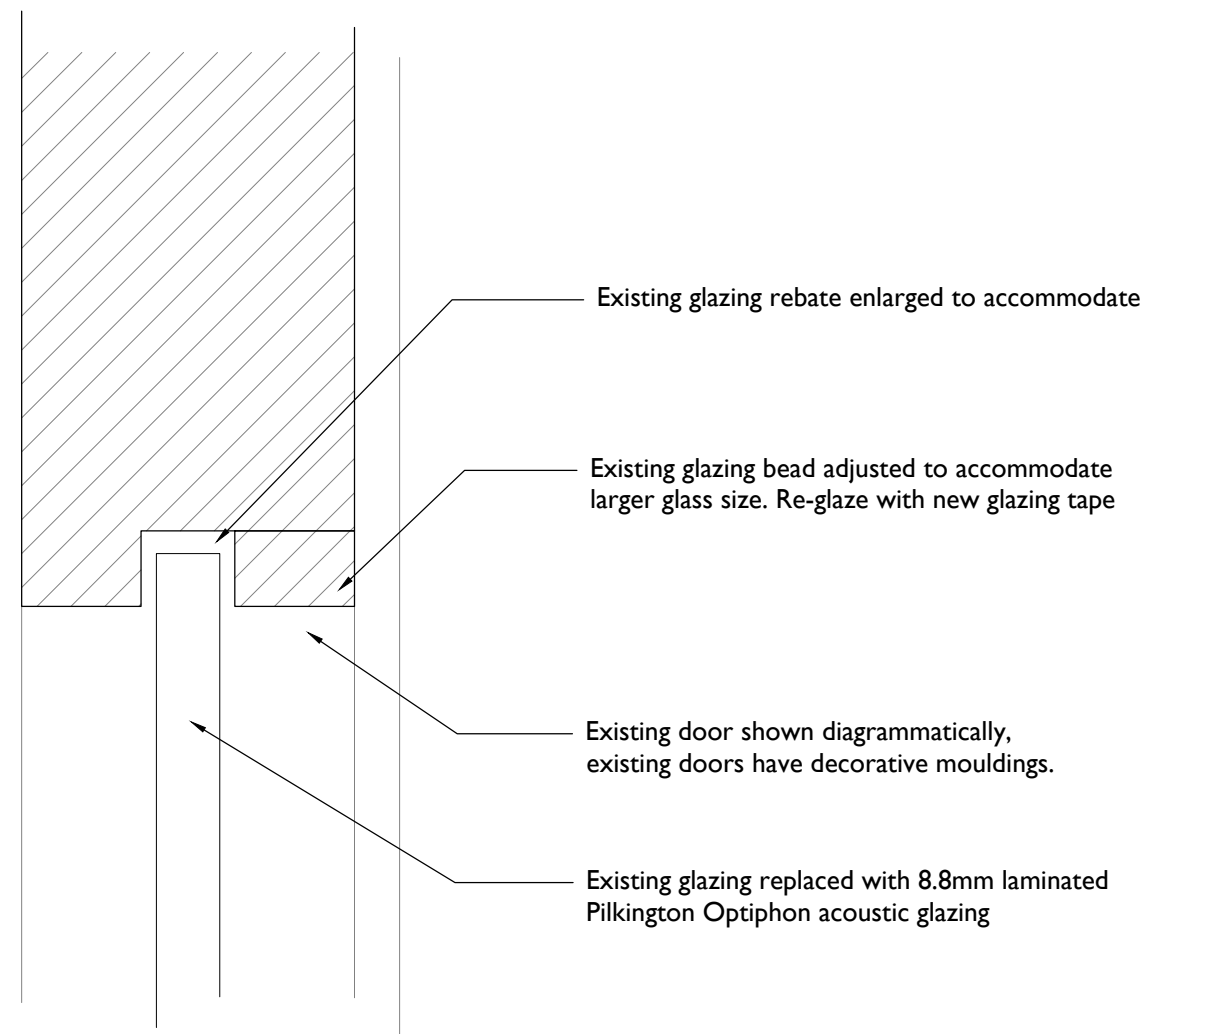 Existing glazing rebate enlarged to accommodate
Existing glazing bead adjusted to accommodate
larger glass size. Re-glaze with new glazing tape
Existing door shown diagrammatically,
existing doors have decorative mouldings.
Existing glazing replaced with 8.8mm laminated
Pilkington Optiphon acoustic glazing